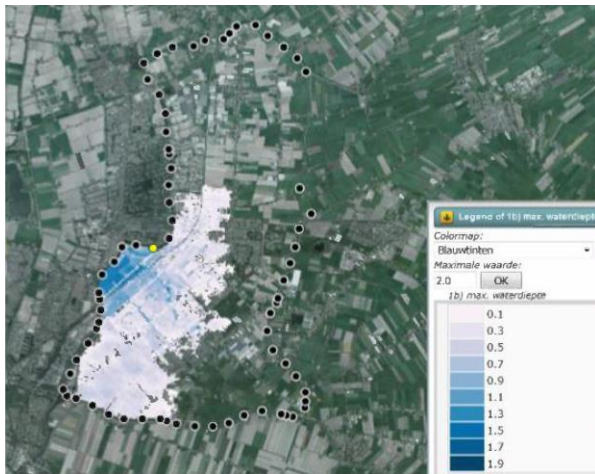 Legend of 1b) max. waterdiepte
Colormap:
Blauwtinten
Maximale waarde:
2.0 OK
1b) max. waterdiepte
0.1
0.3
0.5
0.7
0.9
1.1
1.3
1.5
1.7
1.9